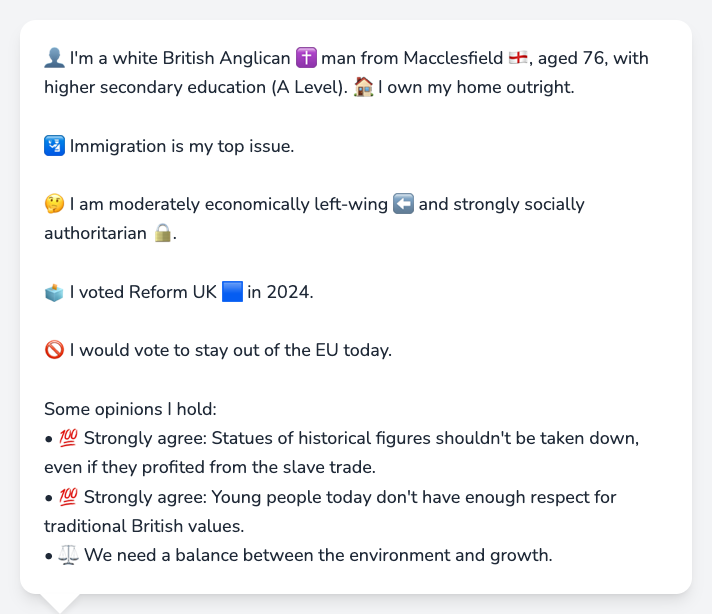 👤 I'm a white British Anglican ✝️ man from Macclesfield 🏴󠁧󠁢󠁥󠁮󠁧󠁿, aged 76, with
higher secondary education (A Level). 🏠 I own my home outright.
🛂 Immigration is my top issue.
🤔 I am moderately economically left-wing ⬅️ and strongly socially
authoritarian 🔒.
🗳️ I voted Reform UK 🟦 in 2024.
🚫 I would vote to stay out of the EU today.
Some opinions I hold:
• 💯 Strongly agree: Statues of historical figures shouldn't be taken down,
even if they profited from the slave trade.
• 💯 Strongly agree: Young people today don't have enough respect for
traditional British values.
• ⚖️ We need a balance between the environment and growth.